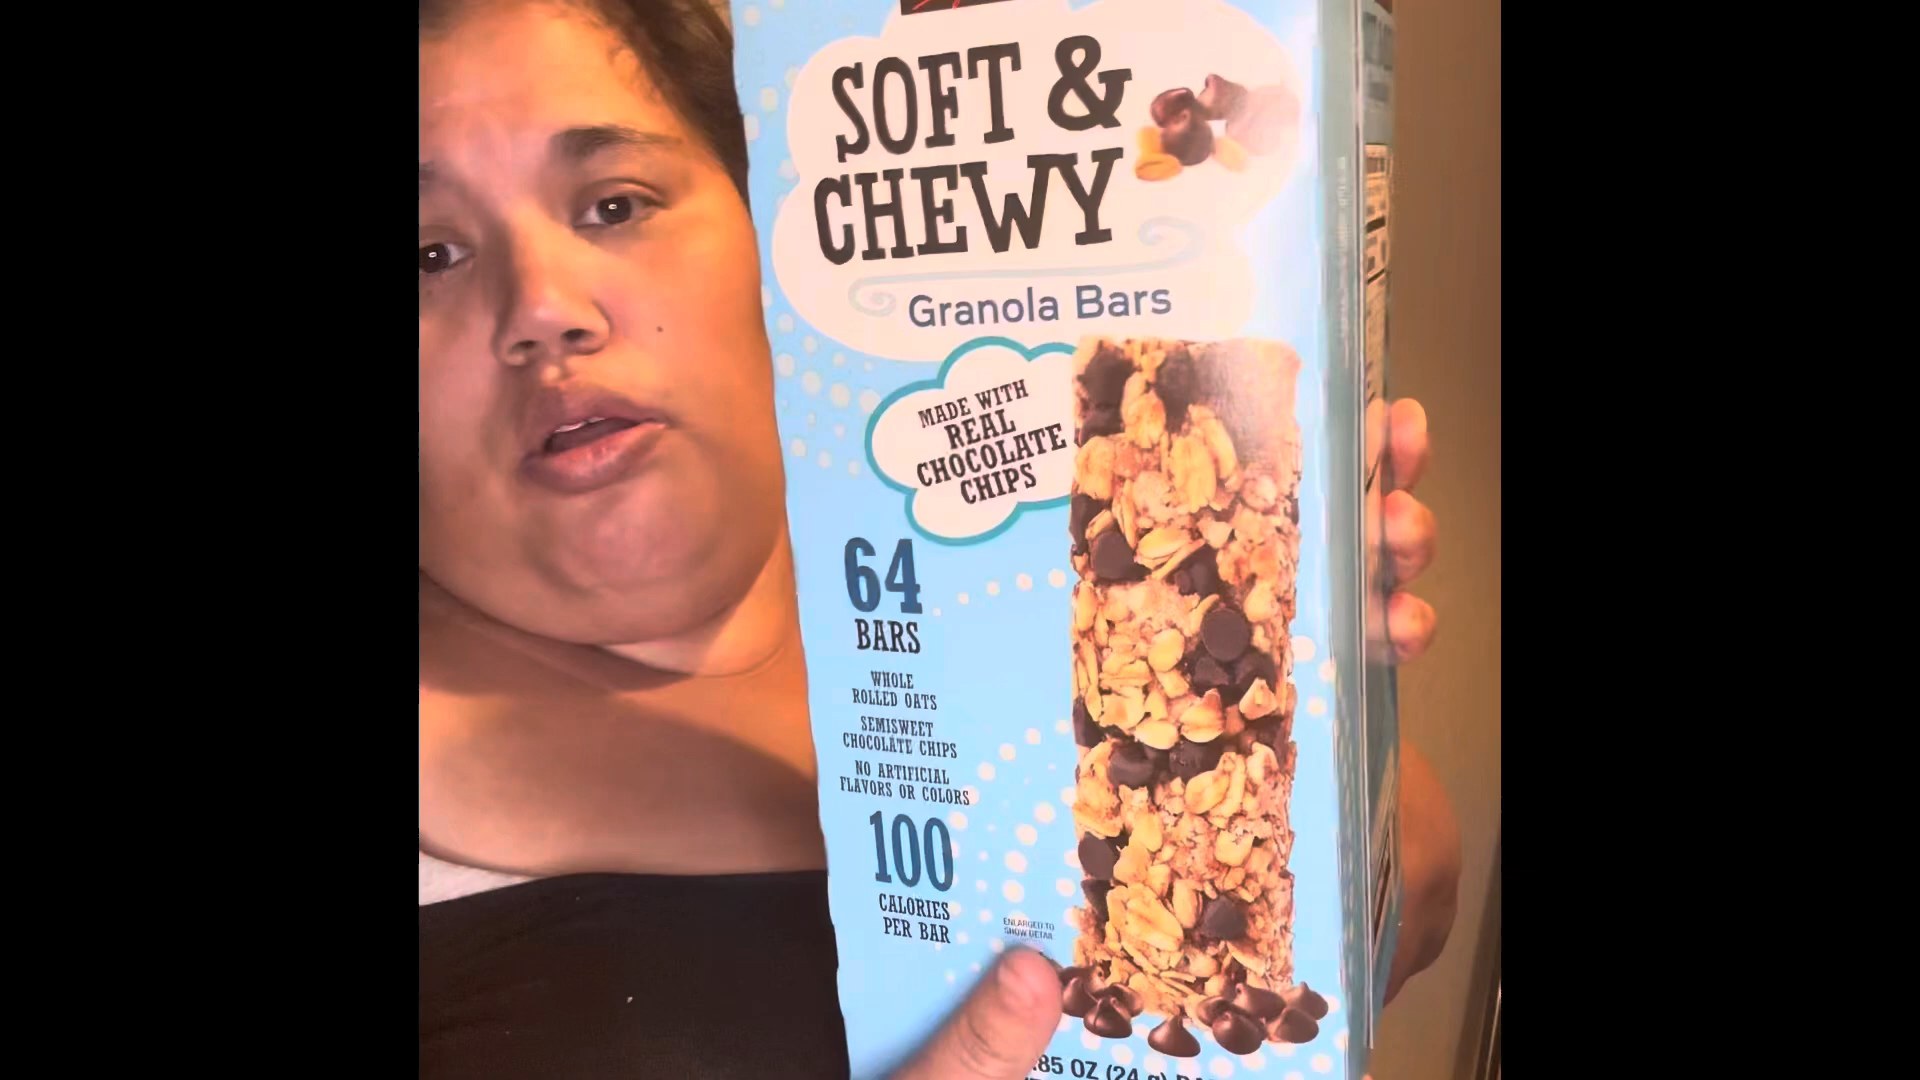 SOFT &
CHEWY
Granola Bars
MADE WITH
REAL
CHOCOLATE
CHIPS
64
BARS
WHOLE
ROLLED OATS
SEMISWEET
CHOCOLATE CHIPS
NO ARTIFICIAL
FLAVORS OR COLORS
100
CALORIES
PER BAR
ENLARGED TO
SHOW DETAIL
.85 OZ (24 g)